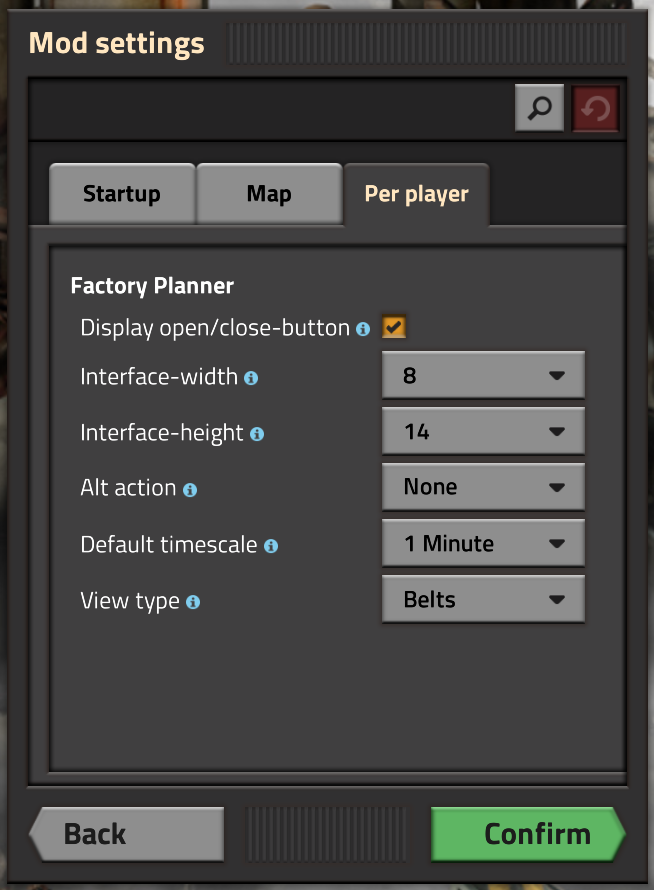 Mod settings
Startup Map Per player
Factory Planner
Display open/close-button
Interface-width 8
Interface-height 14
Alt action None
Default timescale 1 Minute
View type Belts
Back Confirm